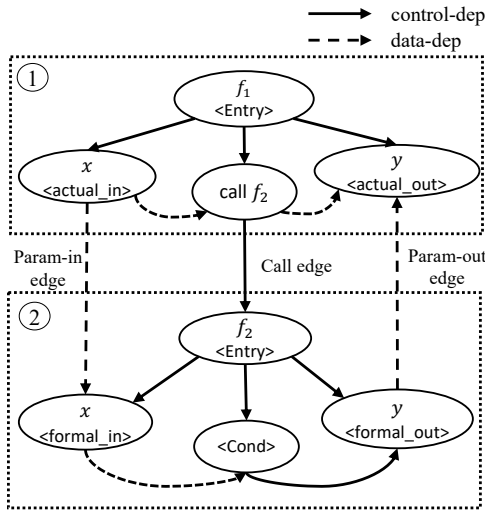 control-dep
data-dep
1
f₁
<Entry>
x
<actual_in>
call f₂
y
<actual_out>
Param-in
edge
Call edge
Param-out
edge
2
f₂
<Entry>
x
<formal_in>
<Cond>
y
<formal_out>